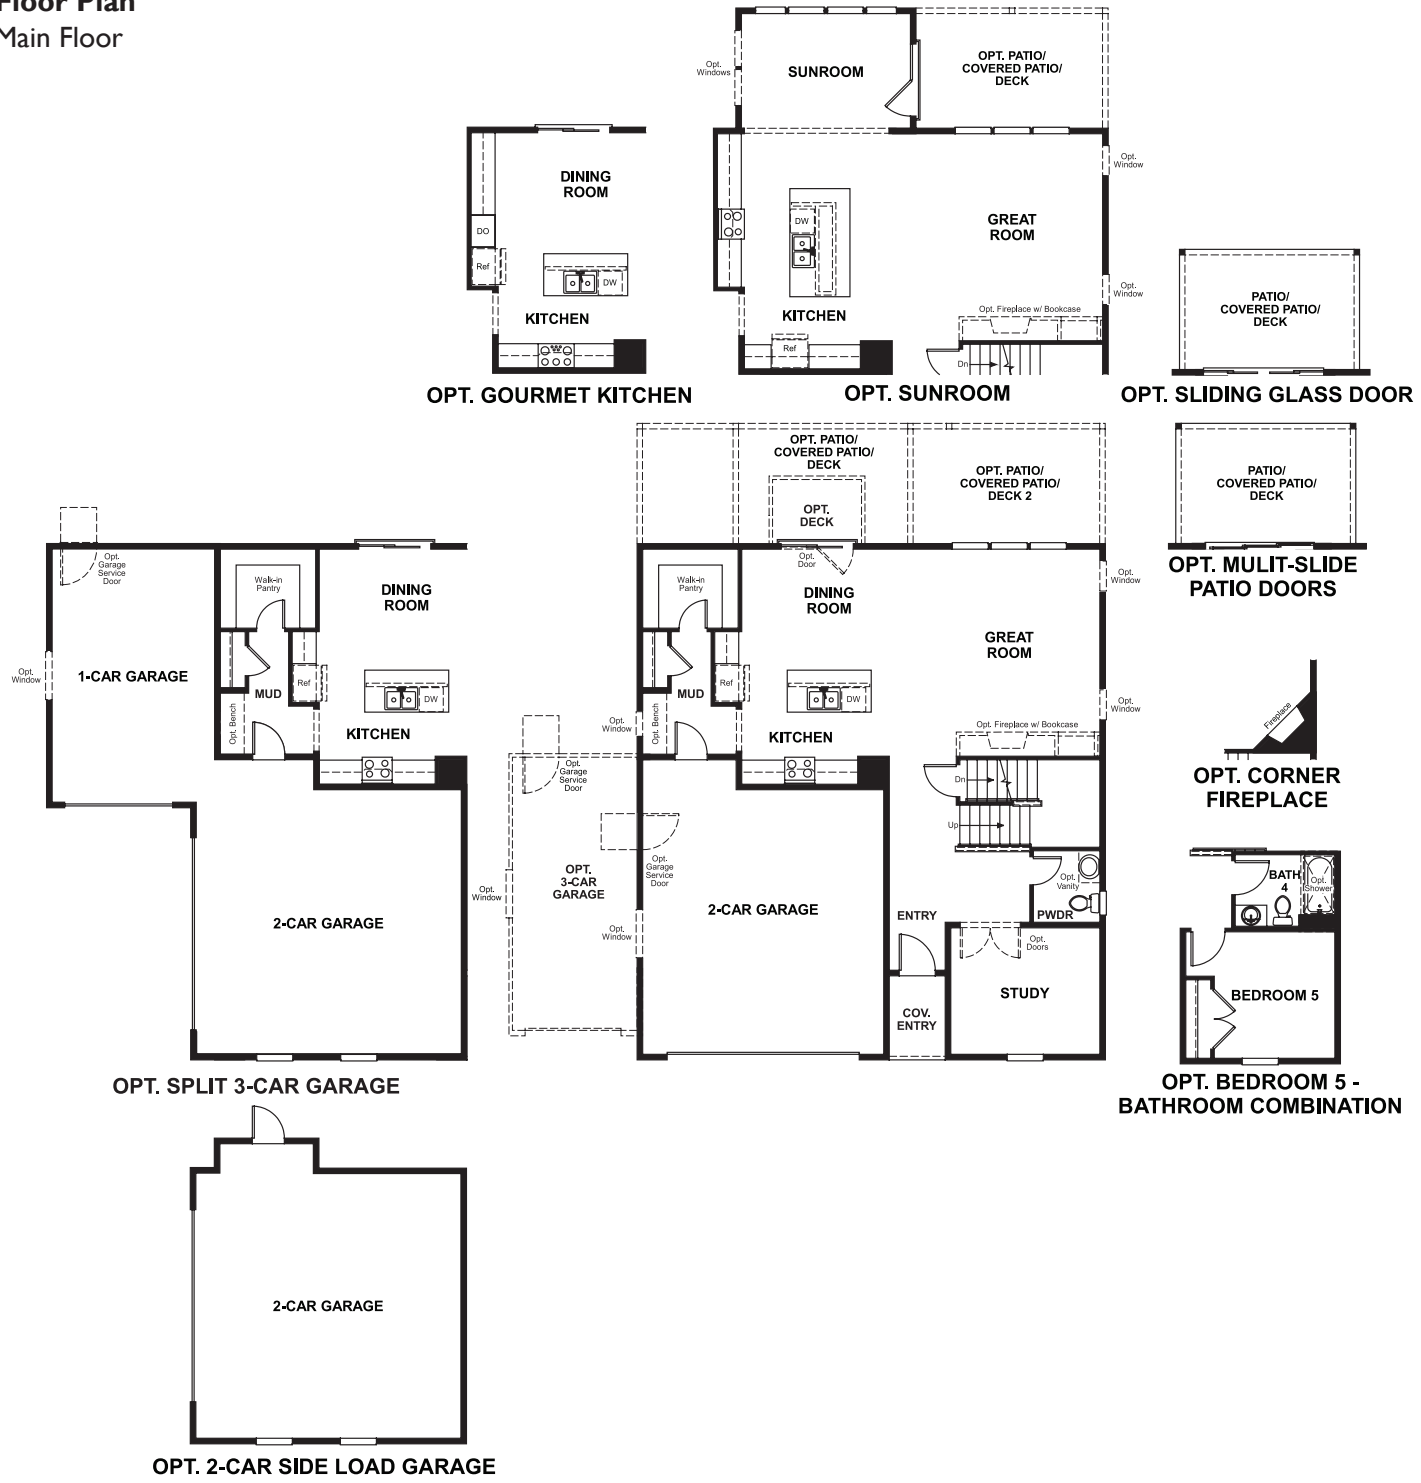 Floor Plan
Main Floor
Opt.
Windows
SUNROOM
OPT. PATIO/
COVERED PATIO/
DECK
DINING
ROOM
DO
Ref
DW
KITCHEN
OPT. GOURMET KITCHEN
DW
GREAT
ROOM
Opt.
Window
Opt.
Window
Opt. Fireplace w/ Bookcase
KITCHEN
Ref
Dn
OPT. SUNROOM
PATIO/
COVERED PATIO/
DECK
OPT. SLIDING GLASS DOOR
PATIO/
COVERED PATIO/
DECK
OPT. MULIT-SLIDE
PATIO DOORS
Opt.
Garage
Service
Door
Walk-in
Pantry
DINING
ROOM
Opt.
Window
1-CAR GARAGE
MUD
Ref
DW
Opt. Bench
KITCHEN
2-CAR GARAGE
OPT. SPLIT 3-CAR GARAGE
OPT. PATIO/
COVERED PATIO/
DECK
OPT. PATIO/
COVERED PATIO/
DECK 2
OPT.
DECK
Opt.
Door
Walk-in
Pantry
DINING
ROOM
Opt.
Window
GREAT
ROOM
MUD
Ref
DW
Opt.
Window
Opt. Bench
Opt.
Window
KITCHEN
Opt. Fireplace w/ Bookcase
Opt.
Garage
Service
Door
Dn
Up
Opt.
Garage
Service
Door
OPT.
3-CAR
GARAGE
Opt.
Window
Opt.
Window
2-CAR GARAGE
ENTRY
Opt.
Vanity
PWDR
Opt.
Doors
STUDY
COV.
ENTRY
Fireplace
OPT. CORNER
FIREPLACE
BATH
4
Opt.
Shower
BEDROOM 5
OPT. BEDROOM 5 -
BATHROOM COMBINATION
2-CAR GARAGE
OPT. 2-CAR SIDE LOAD GARAGE